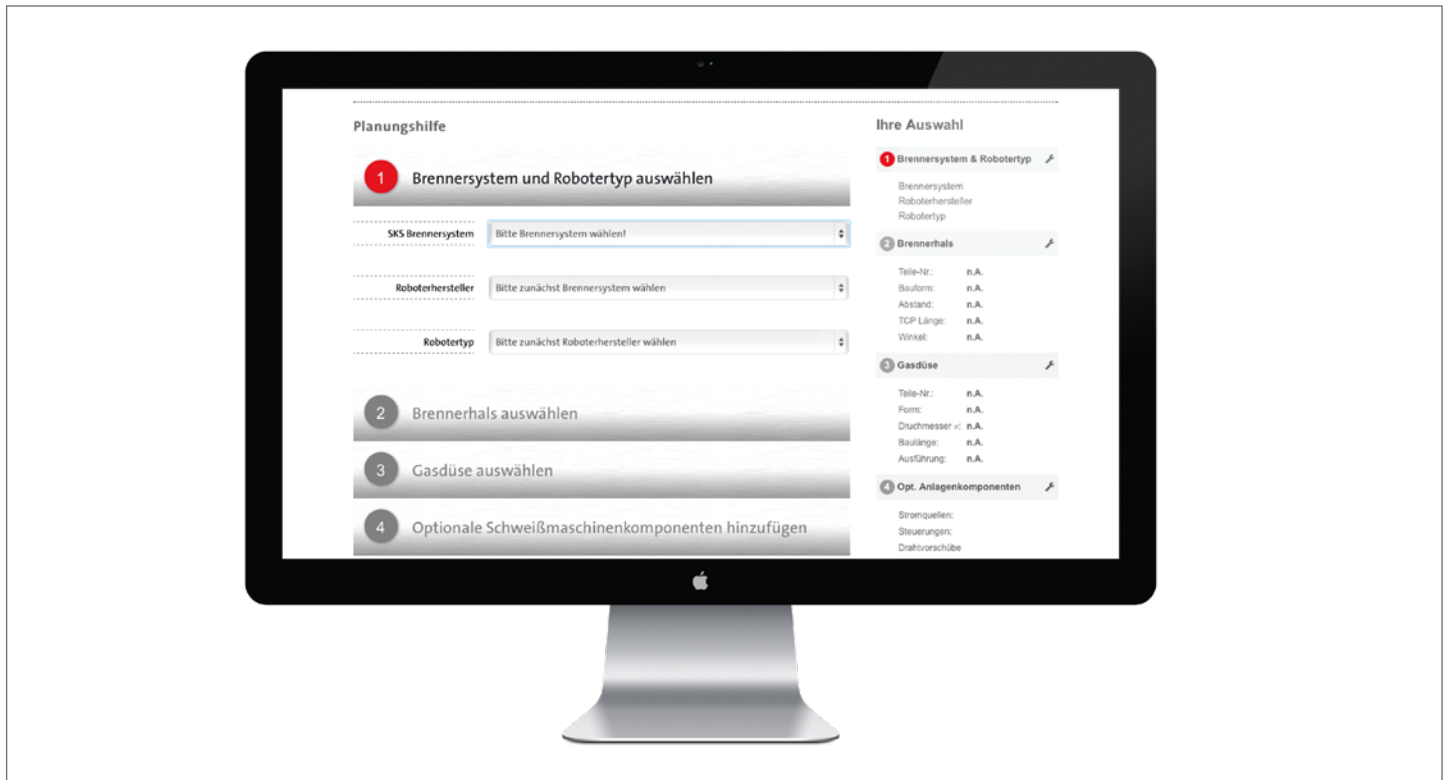 Planungshilfe
1 Brennersystem und Robotertyp auswählen
SKS Brennersystem Bitte Brennersystem wählen!
Roboterhersteller Bitte zunächst Brennersystem wählen
Robotertyp Bitte zunächst Roboterhersteller wählen
2 Brennerhals auswählen
3 Gasdüse auswählen
4 Optionale Schweißmaschinenkomponenten hinzufügen
Ihre Auswahl
1 Brennersystem & Robotertyp
Brennersystem
Roboterhersteller
Robotertyp
2 Brennerhals
Teile-Nr.: n.A.
Bauform: n.A.
Abstand: n.A.
TCP Länge: n.A.
Winkel: n.A.
3 Gasdüse
Teile-Nr.: n.A.
Form: n.A.
Druchmesser n.A.
Baulänge: n.A.
Ausführung: n.A.
4 Opt. Anlagenkomponenten
Stromquellen:
Steuerungen:
Drahtvorschübe